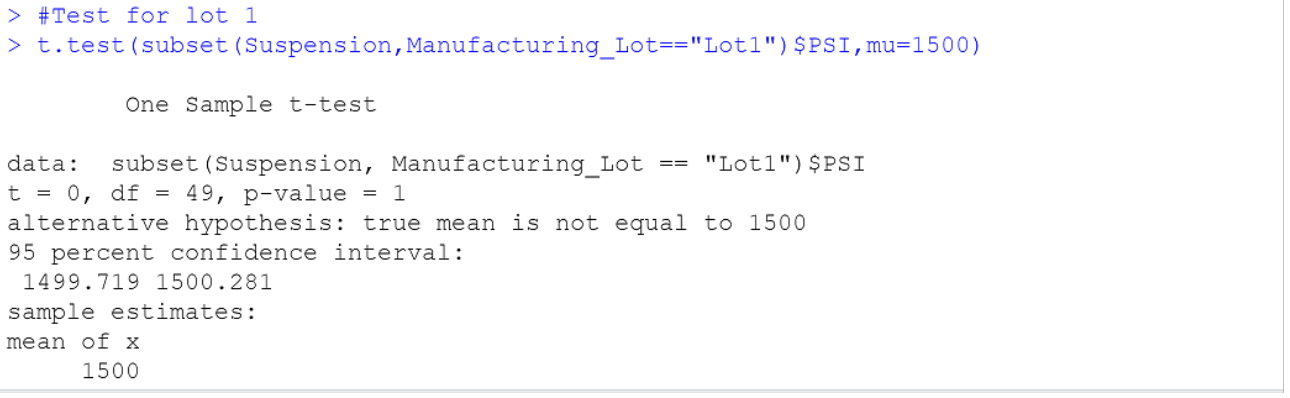 > #Test for lot 1
> t.test(subset(Suspension,Manufacturing_Lot=="Lot1")$PSI,mu=1500)
One Sample t-test
data:  subset(Suspension, Manufacturing_Lot == "Lot1")$PSI
t = 0, df = 49, p-value = 1
alternative hypothesis: true mean is not equal to 1500
95 percent confidence interval:
1499.719 1500.281
sample estimates:
mean of x
1500